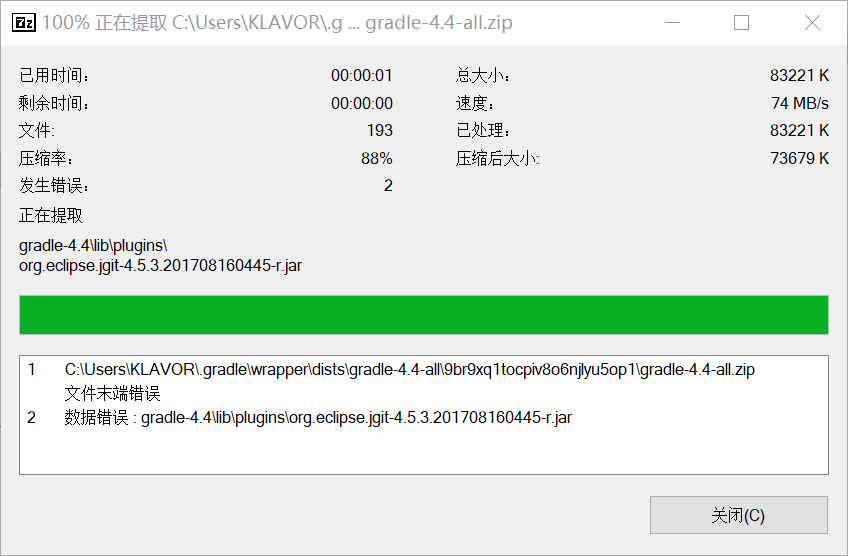 7z 100% 正在提取 C:\Users\KLAVOR\.g ... gradle-4.4-all.zip
已用时间： 00:00:01 总大小： 83221 K
剩余时间： 00:00:00 速度： 74 MB/s
文件: 193 已处理： 83221 K
压缩率： 88% 压缩后大小: 73679 K
发生错误： 2
正在提取
gradle-4.4\lib\plugins\
org.eclipse.jgit-4.5.3.201708160445-r.jar
1 C:\Users\KLAVOR\.gradle\wrapper\dists\gradle-4.4-all\9br9xq1tocpiv8o6njlyu5op1\gradle-4.4-all.zip
文件末端错误
2 数据错误 : gradle-4.4\lib\plugins\org.eclipse.jgit-4.5.3.201708160445-r.jar
关闭(C)